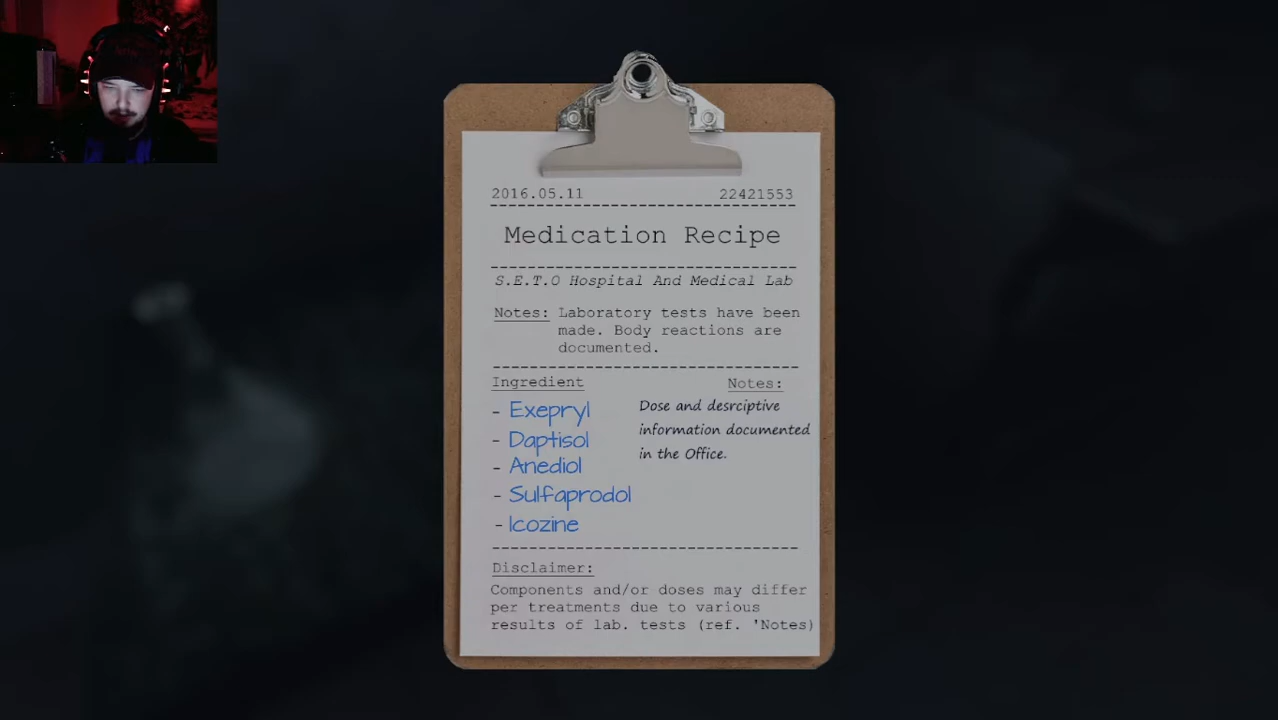 2016.05.11 22421553
Medication Recipe
S.E.T.O Hospital And Medical Lab
Notes: Laboratory tests have been
made. Body reactions are
documented.
Ingredient Notes:
- Exepryl
- Daptisol
- Anediol
- Sulfaprodol
- Icozine
Dose and desrciptive
information documented
in the Office.
Disclaimer:
Components and/or doses may differ
per treatments due to various
results of lab. tests (ref. 'Notes)